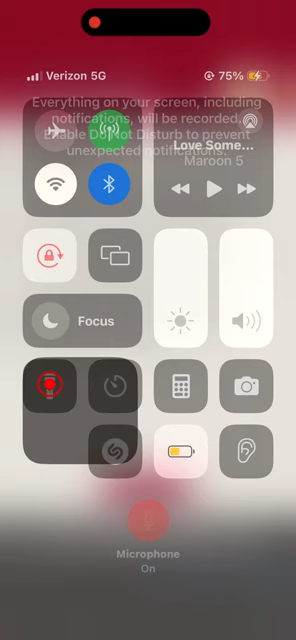 Verizon 5G
75%
Everything on your screen, including
notifications, will be recorded.
Enable Do Not Disturb to prevent
unexpected notifications.
Love Some...
Maroon 5
Focus
Microphone
On